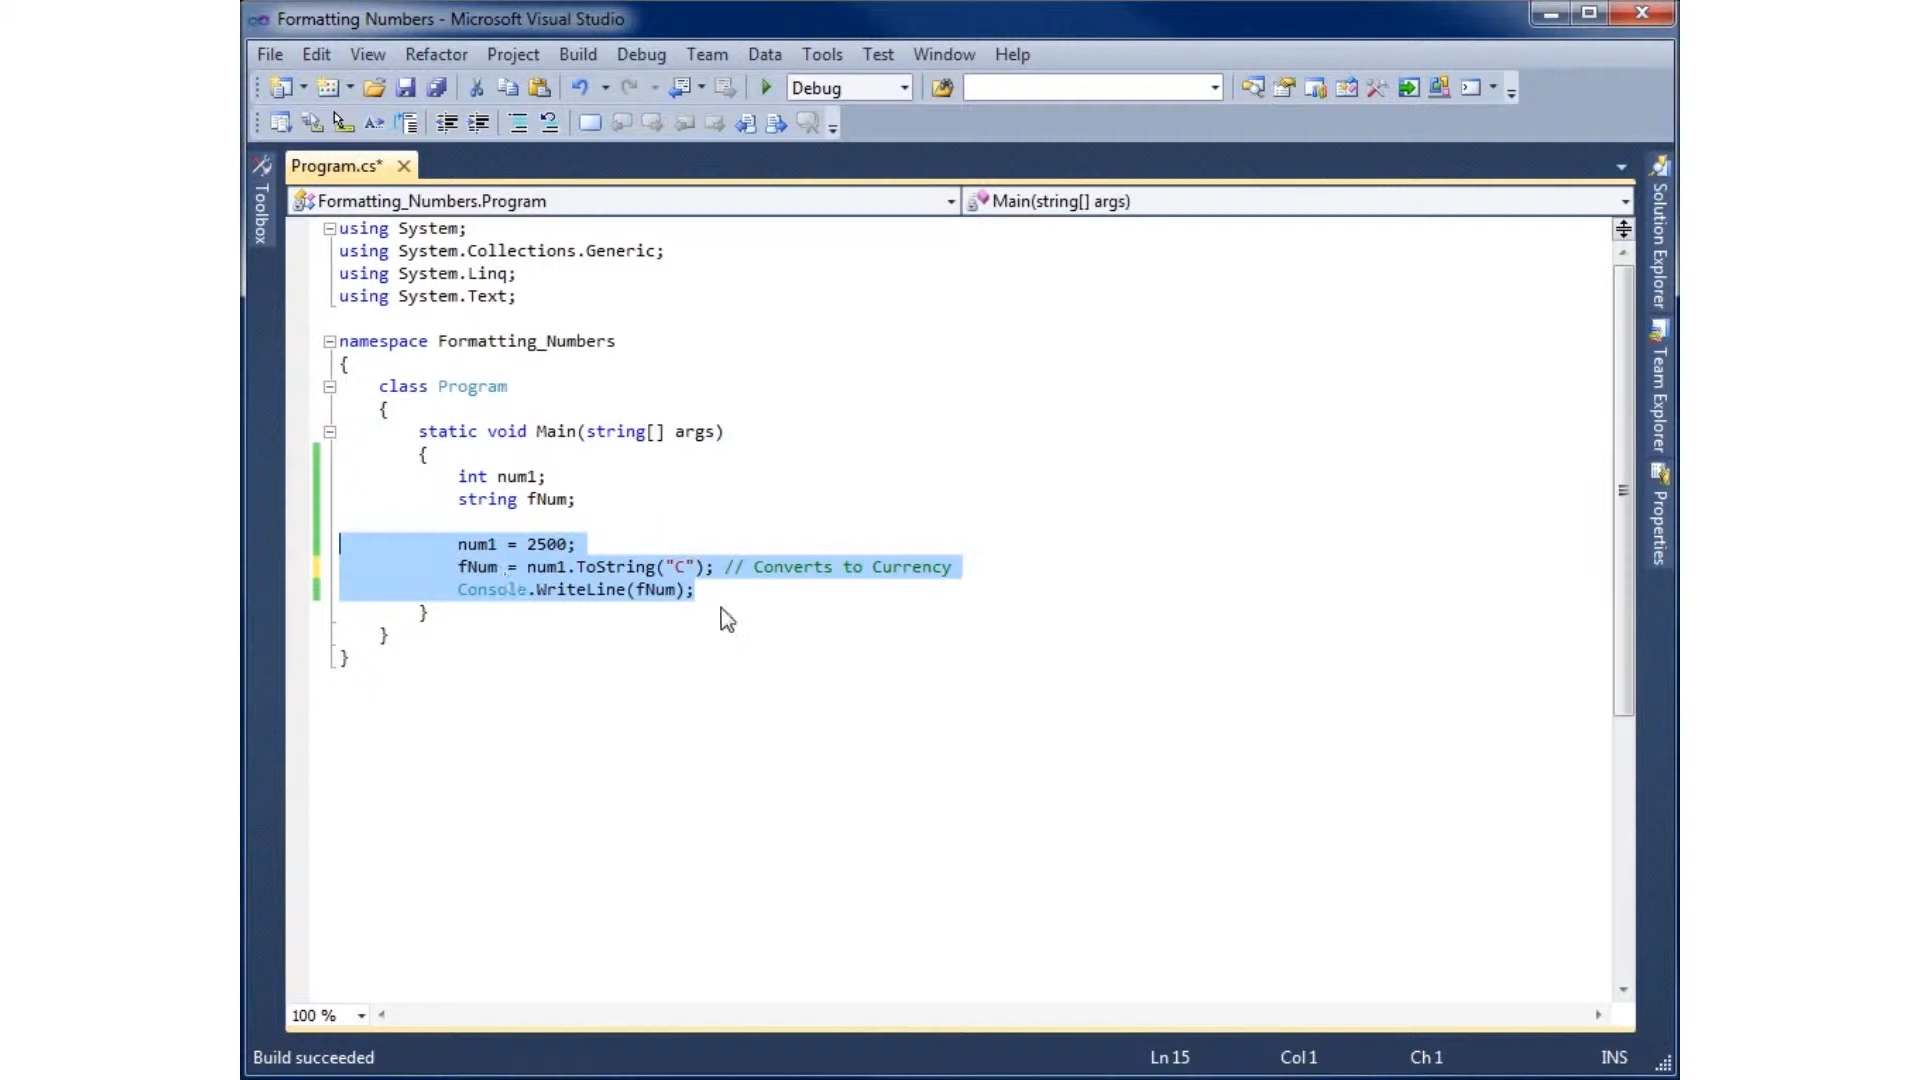 Formatting Numbers - Microsoft Visual Studio
File Edit View Refactor Project Build Debug Team Data Tools Test Window Help
Debug
Program.cs*
Toolbox
Formatting_Numbers.Program
Main(string[] args)
using System;
using System.Collections.Generic;
using System.Linq;
using System.Text;
namespace Formatting_Numbers
{
class Program
{
static void Main(string[] args)
{
int num1;
string fNum;
num1 = 2500;
fNum = num1.ToString("C"); // Converts to Currency
Console.WriteLine(fNum);
}
}
}
Solution Explorer
Team Explorer
Properties
100 %
Build succeeded
Ln 15 Col 1 Ch 1 INS